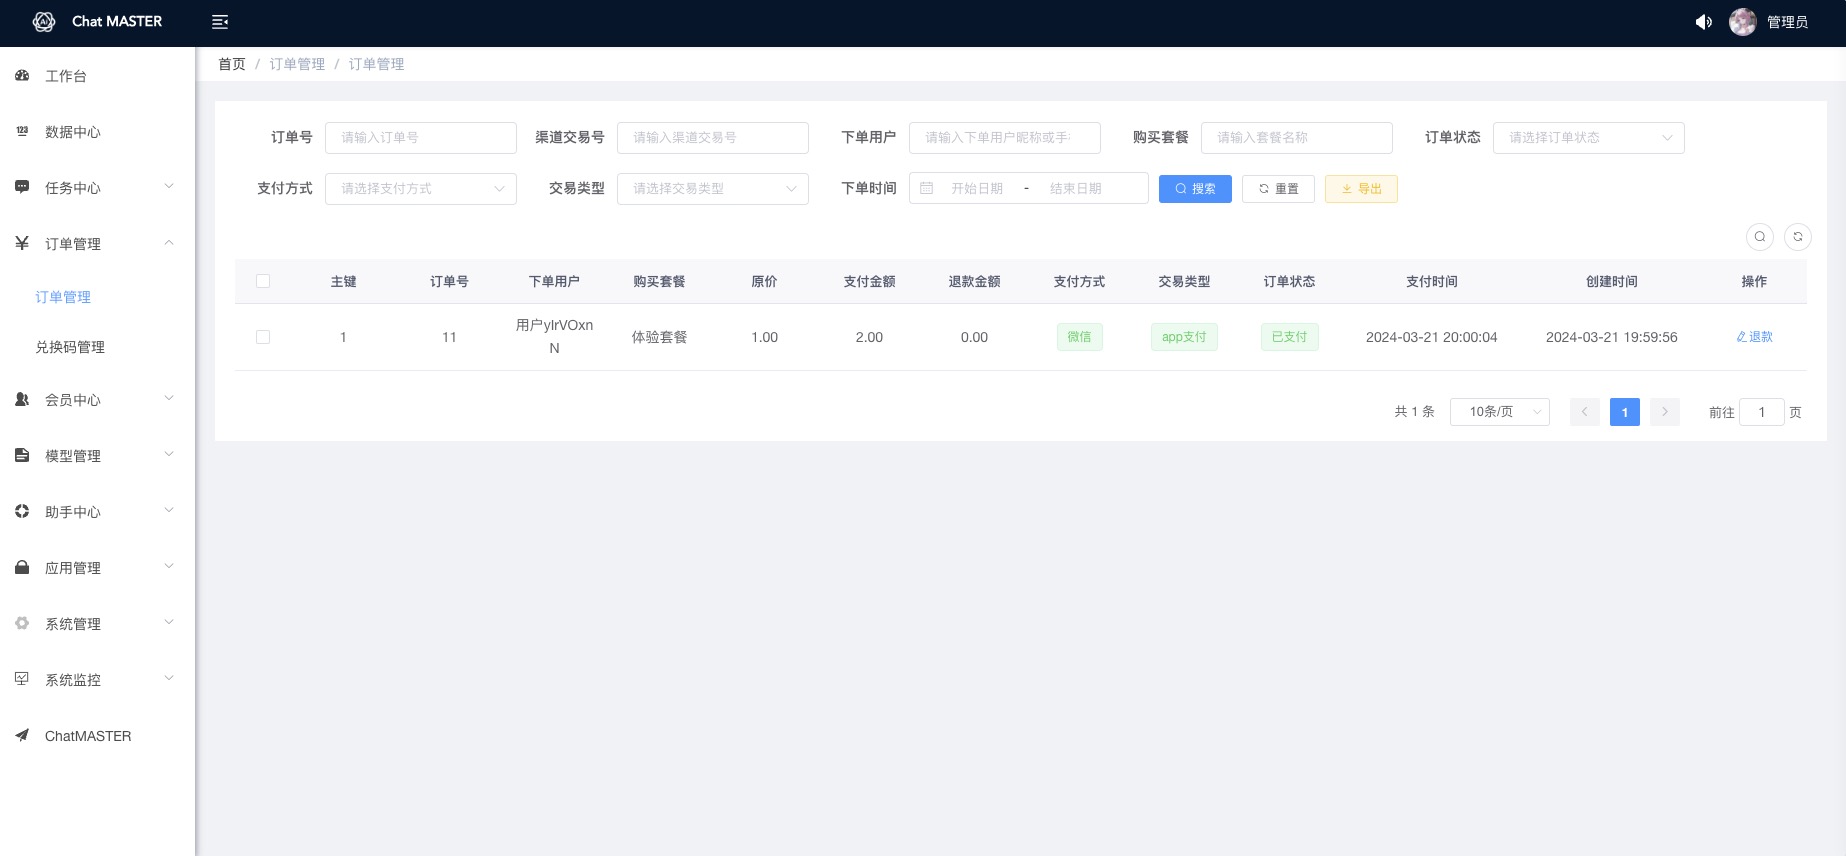 Chat MASTER
管理员
工作台
数据中心
任务中心
订单管理
订单管理
兑换码管理
会员中心
模型管理
助手中心
应用管理
系统管理
系统监控
ChatMASTER
首页 / 订单管理 / 订单管理
订单号 请输入订单号 渠道交易号 请输入渠道交易号 下单用户 请输入下单用户昵称或手 购买套餐 请输入套餐名称 订单状态 请选择订单状态
支付方式 请选择支付方式 交易类型 请选择交易类型 下单时间 开始日期 - 结束日期 搜索 重置 导出
主键 订单号 下单用户 购买套餐 原价 支付金额 退款金额 支付方式 交易类型 订单状态 支付时间 创建时间 操作
1 11 用户ylrVOxn 体验套餐 1.00 2.00 0.00 微信 app支付 已支付 2024-03-21 20:00:04 2024-03-21 19:59:56 退款
N
共 1 条 10条/页 1 前往 1 页